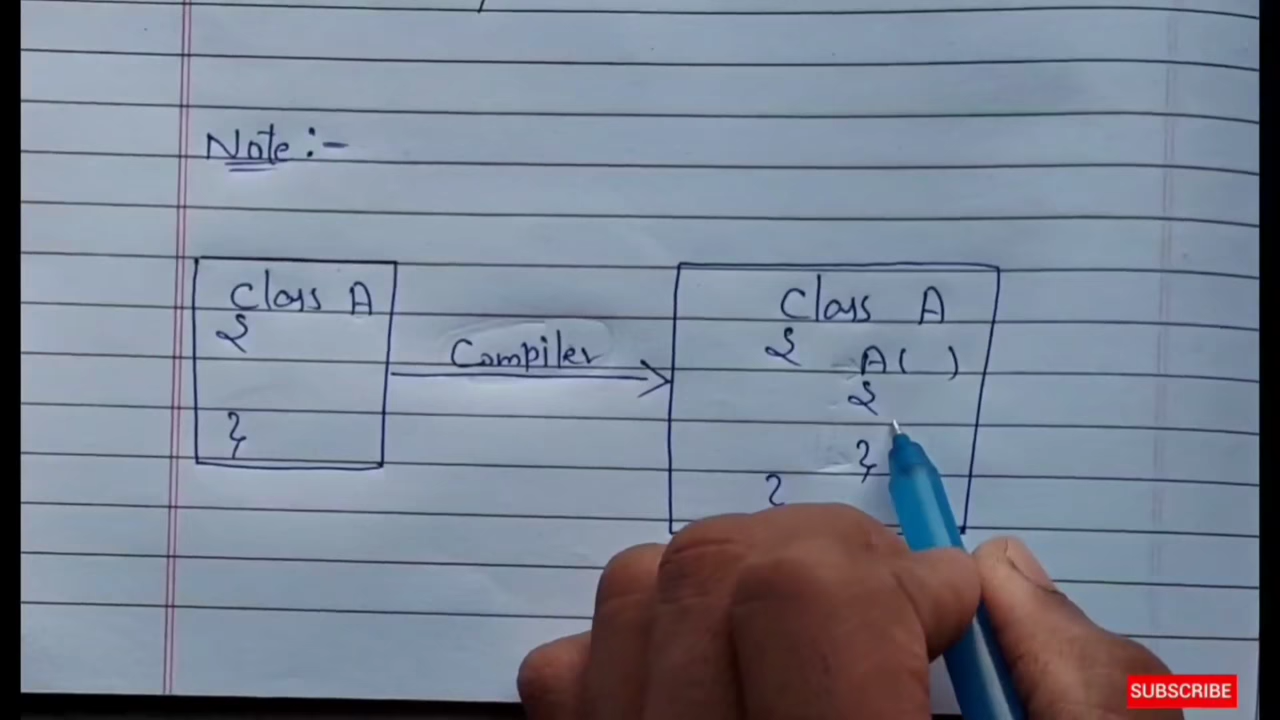 Note :-
Class A
{
}
Compiler
Class A
{
A( )
{
}
}
SUBSCRIBE